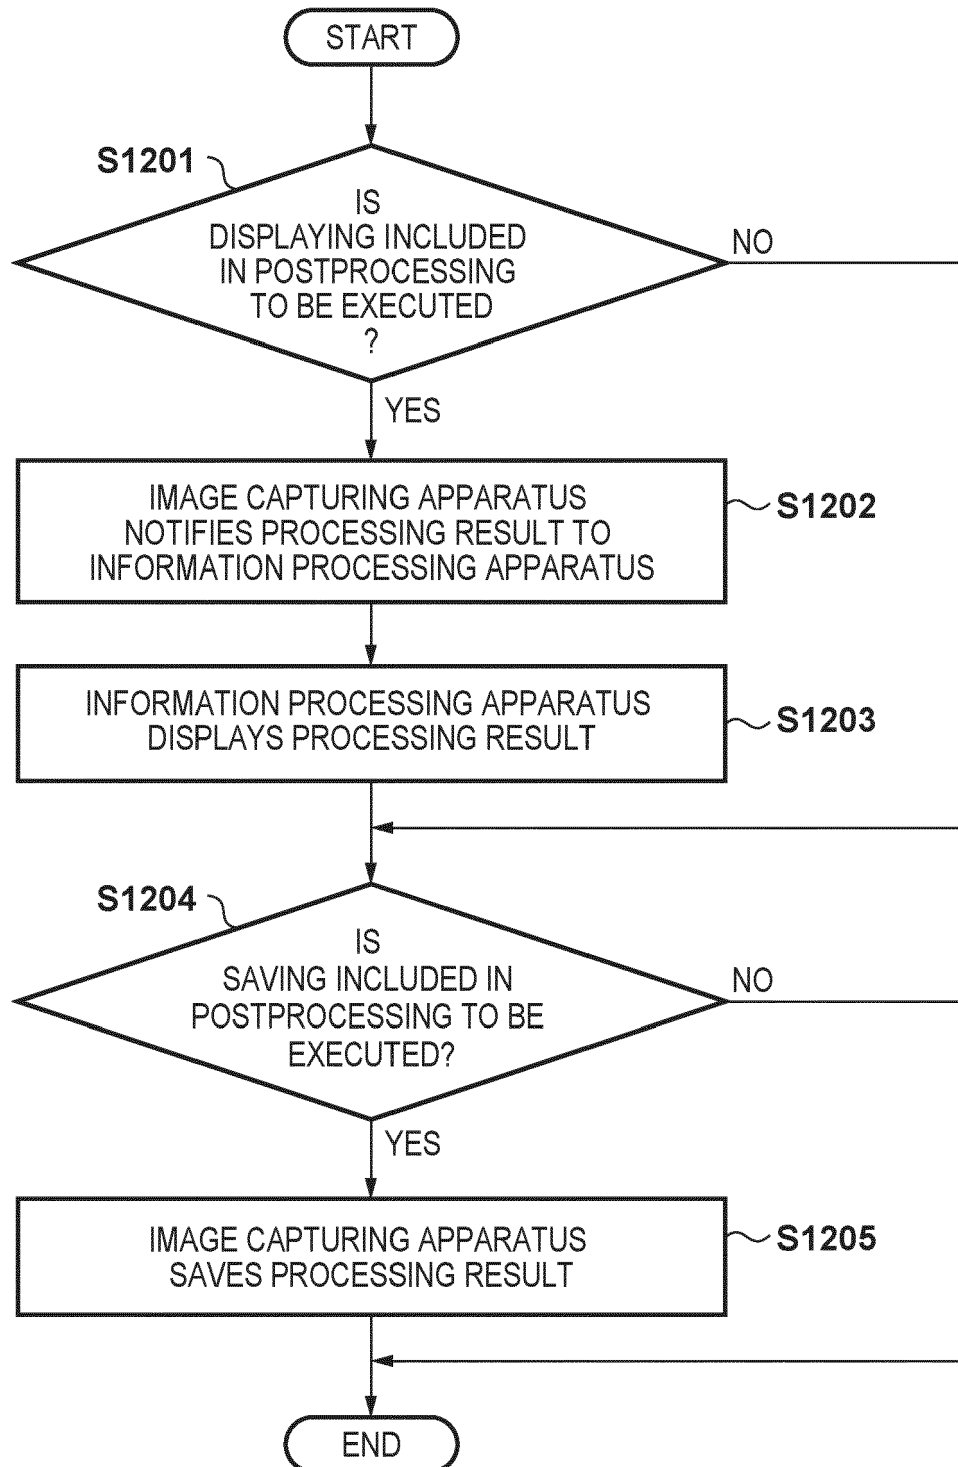 START
S1201
IS
DISPLAYING INCLUDED
IN POSTPROCESSING
TO BE EXECUTED
?
NO
YES
IMAGE CAPTURING APPARATUS
NOTIFIES PROCESSING RESULT TO
INFORMATION PROCESSING APPARATUS
S1202
INFORMATION PROCESSING APPARATUS
DISPLAYS PROCESSING RESULT
S1203
S1204
IS
SAVING INCLUDED IN
POSTPROCESSING TO BE
EXECUTED?
NO
YES
IMAGE CAPTURING APPARATUS
SAVES PROCESSING RESULT
S1205
END